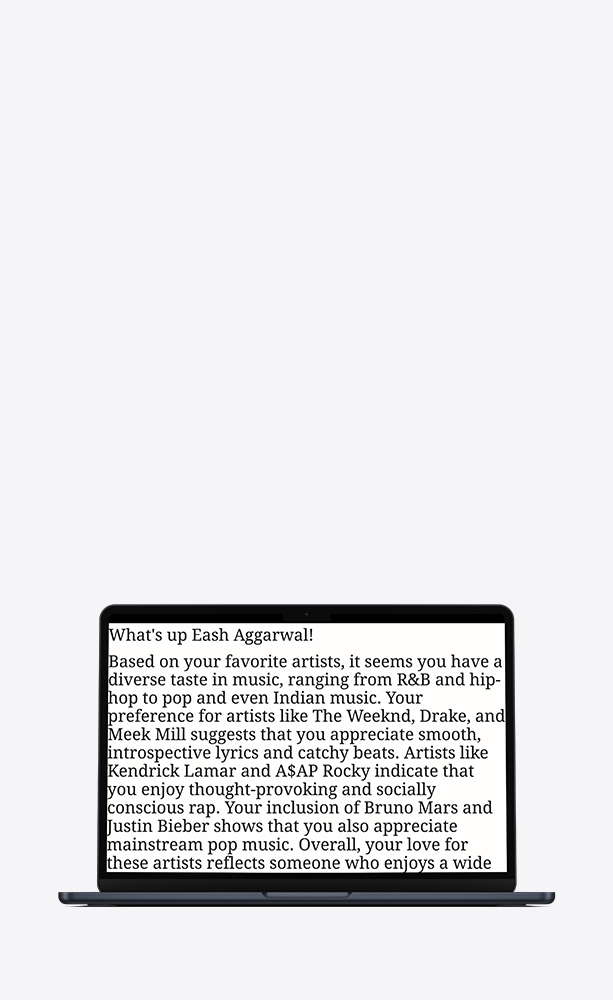 What's up Eash Aggarwal!
Based on your favorite artists, it seems you have a
diverse taste in music, ranging from R&B and hip-
hop to pop and even Indian music. Your
preference for artists like The Weeknd, Drake, and
Meek Mill suggests that you appreciate smooth,
introspective lyrics and catchy beats. Artists like
Kendrick Lamar and A$AP Rocky indicate that
you enjoy thought-provoking and socially
conscious rap. Your inclusion of Bruno Mars and
Justin Bieber shows that you also appreciate
mainstream pop music. Overall, your love for
these artists reflects someone who enjoys a wide